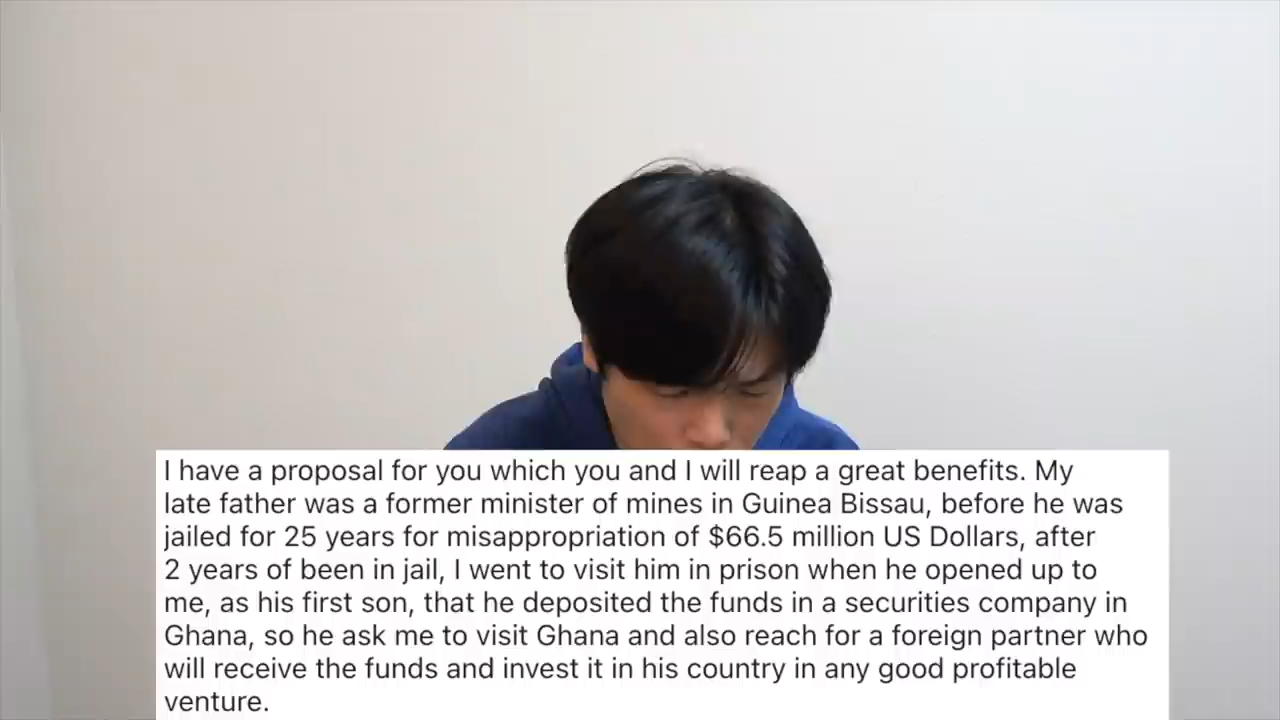 I have a proposal for you which you and I will reap a great benefits. My
late father was a former minister of mines in Guinea Bissau, before he was
jailed for 25 years for misappropriation of $66.5 million US Dollars, after
2 years of been in jail, I went to visit him in prison when he opened up to
me, as his first son, that he deposited the funds in a securities company in
Ghana, so he ask me to visit Ghana and also reach for a foreign partner who
will receive the funds and invest it in his country in any good profitable
venture.